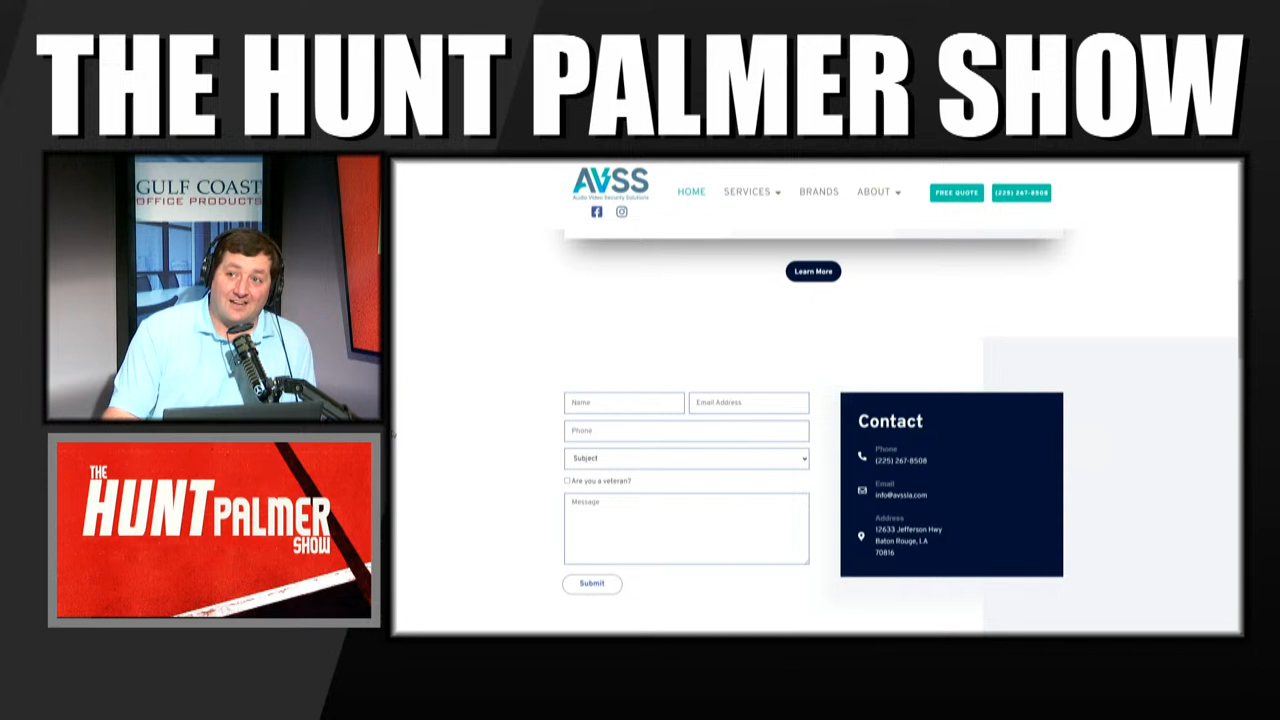 THE HUNT PALMER SHOW
GULF COAST
OFFICE PRODUCTS
THE
HUNT PALMER
SHOW
AVSS
Audio Video Security Solutions
HOME
SERVICES
BRANDS
ABOUT
FREE QUOTE
(225) 267-8508
Learn More
Name
Email Address
Phone
Subject
Are you a veteran?
Message
Submit
Contact
Phone
(225) 267-8508
Email
info@avssla.com
Address
12633 Jefferson Hwy
Baton Rouge, LA
70816